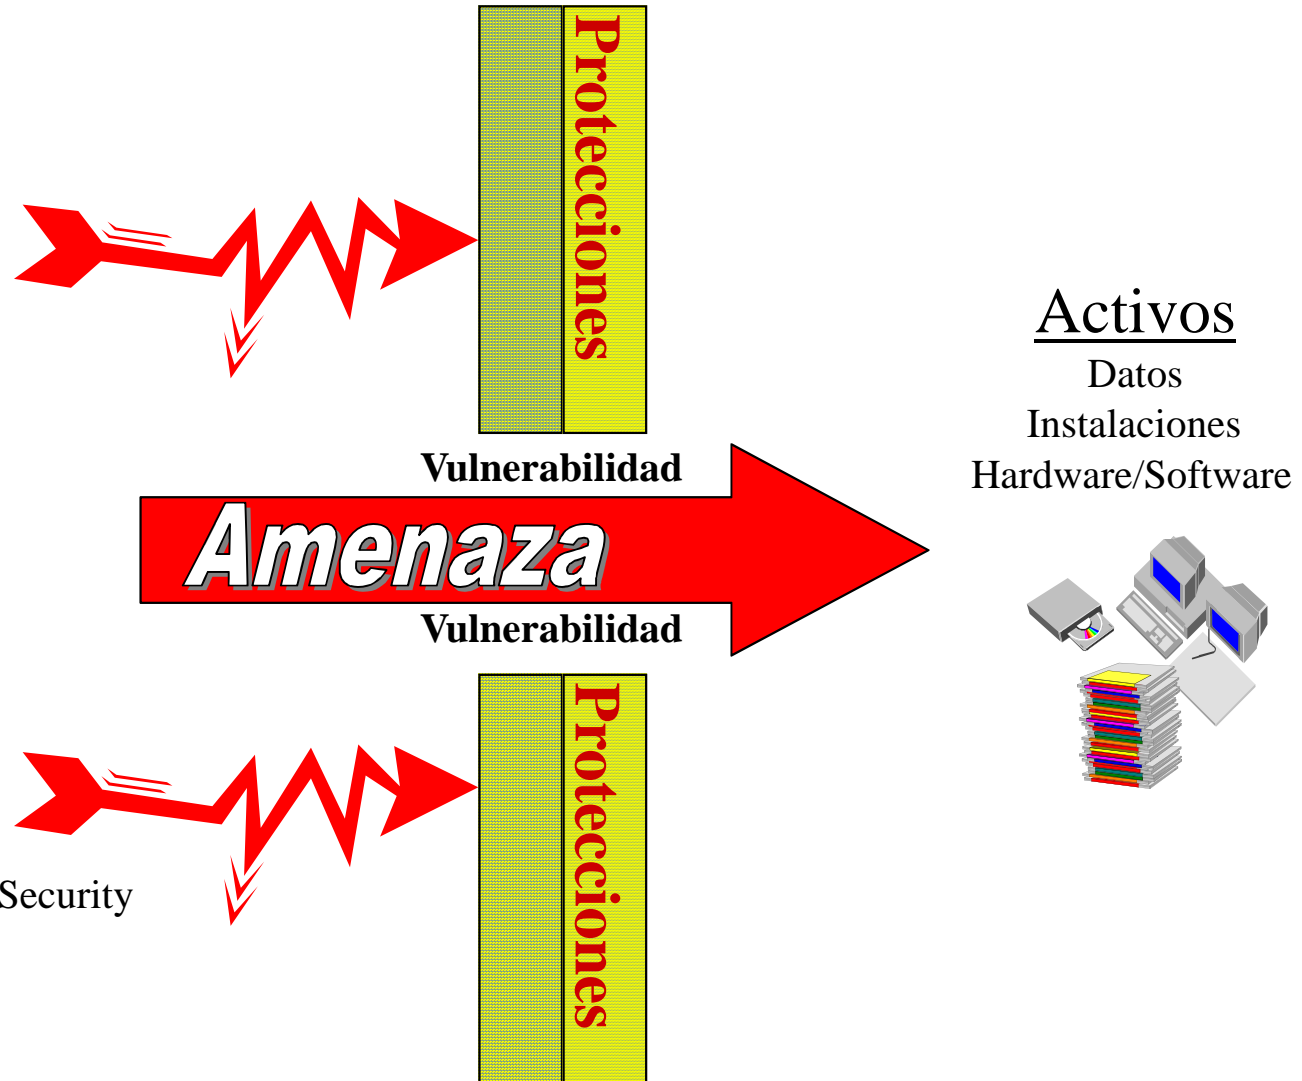 Protecciones
Activos
Datos
Instalaciones
Hardware/Software
Vulnerabilidad
Amenaza
Vulnerabilidad
Protecciones
Security